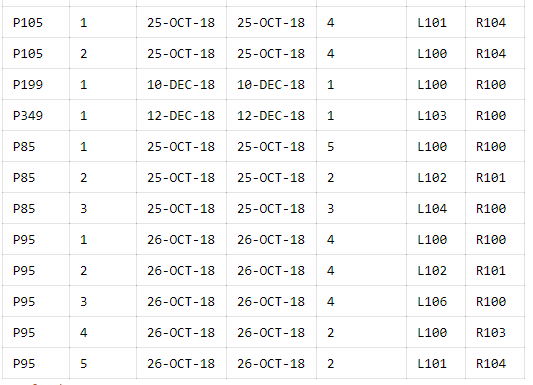 P105 1 25-OCT-18 25-OCT-18 4 L101 R104
P105 2 25-OCT-18 25-OCT-18 4 L100 R104
P199 1 10-DEC-18 10-DEC-18 1 L100 R100
P349 1 12-DEC-18 12-DEC-18 1 L103 R100
P85 1 25-OCT-18 25-OCT-18 5 L100 R100
P85 2 25-OCT-18 25-OCT-18 2 L102 R101
P85 3 25-OCT-18 25-OCT-18 3 L104 R100
P95 1 26-OCT-18 26-OCT-18 4 L100 R100
P95 2 26-OCT-18 26-OCT-18 4 L102 R101
P95 3 26-OCT-18 26-OCT-18 4 L106 R100
P95 4 26-OCT-18 26-OCT-18 2 L100 R103
P95 5 26-OCT-18 26-OCT-18 2 L101 R104